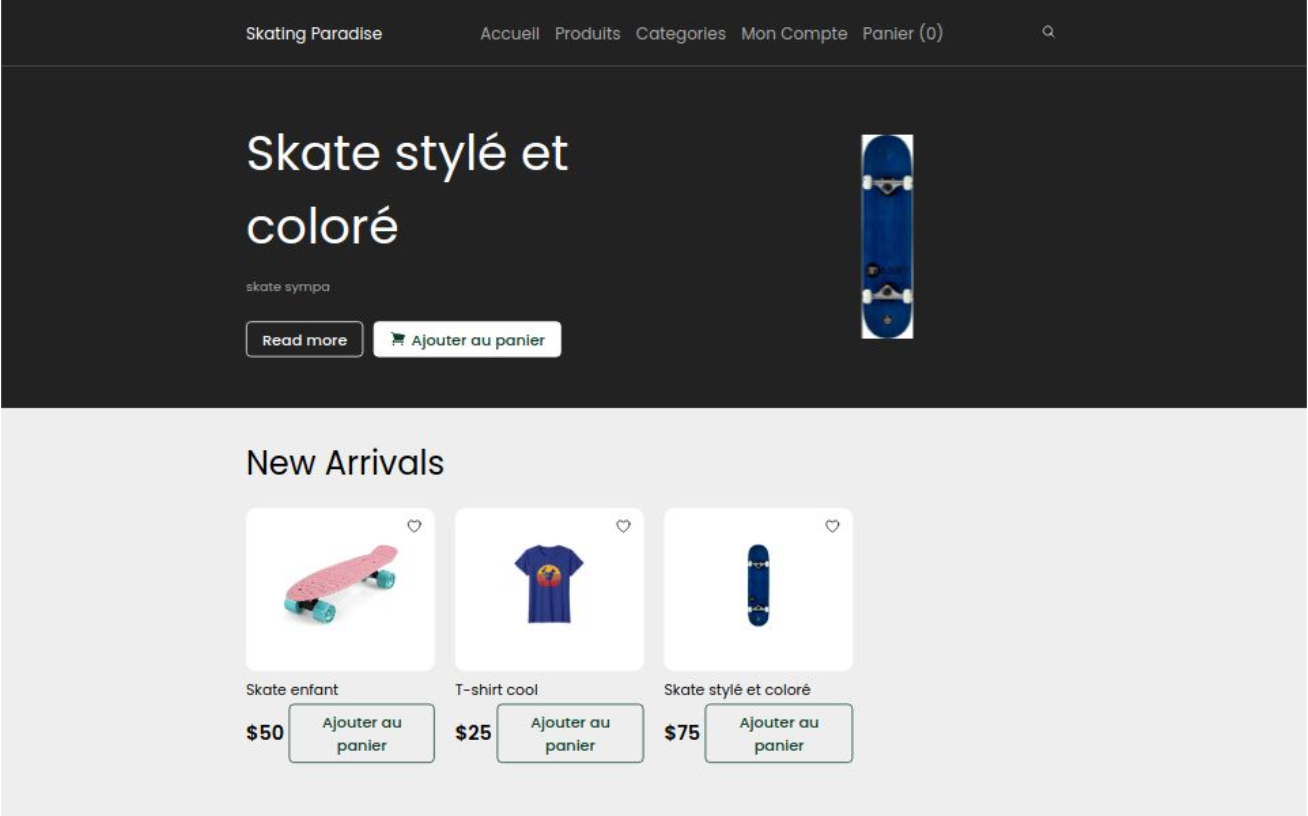 Skating Paradise Accueil Produits Categories Mon Compte Panier (0)
Skate stylé et
coloré
skate sympa
Read more Ajouter au panier
New Arrivals
Skate enfant T-shirt cool Skate stylé et coloré
$50 Ajouter au panier $25 Ajouter au panier $75 Ajouter au panier